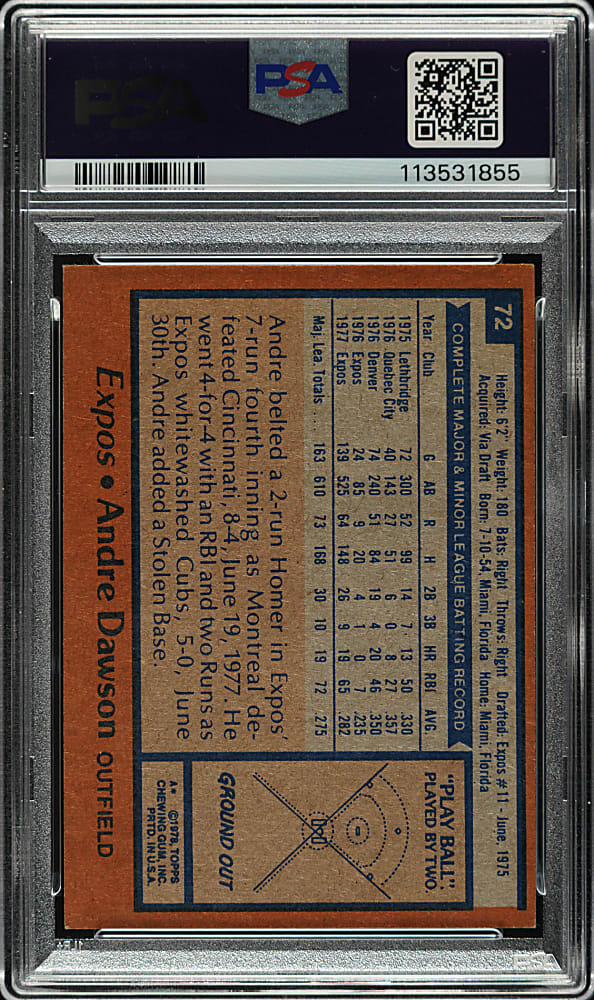 PSA
PSA
113531855
72
Height: 6'2" Weight: 180 Bats: Right Throws: Right Drafted: Expos #11-June, 1975
Acquired: Via Draft Born: 7-10-54, Miami, Florida Home: Miami, Florida
COMPLETE MAJOR & MINOR LEAGUE BATTING RECORD
Year Club G AB R H 2B 3B HR RBI AVG.
1975 Lethbridge 72 300 52 99 14 7 13 50 .330
1976 Quebec City 40 143 27 51 6 0 8 27 .357
1976 Denver 74 240 51 84 19 4 20 46 .350
1976 Expos 24 85 9 20 4 1 0 7 .235
1977 Expos 139 525 64 148 26 9 19 65 .282
Maj. Lea. Totals .... 163 610 73 168 30 10 19 72 .275
Andre belted a 2-run Homer in Expos'
7-run fourth inning as Montreal de-
feated Cincinnati, 8-4, June 19, 1977. He
went 4-for-4 with an RBI and two Runs as
Expos whitewashed Cubs, 5-0, June
30th. Andre added a Stolen Base.
"PLAY BALL".
PLAYED BY TWO.
GROUND OUT
A* ©1978, TOPPS
CHEWING GUM, INC.
PRTD. IN U.S.A.
Expos • Andre Dawson OUTFIELD
PSA